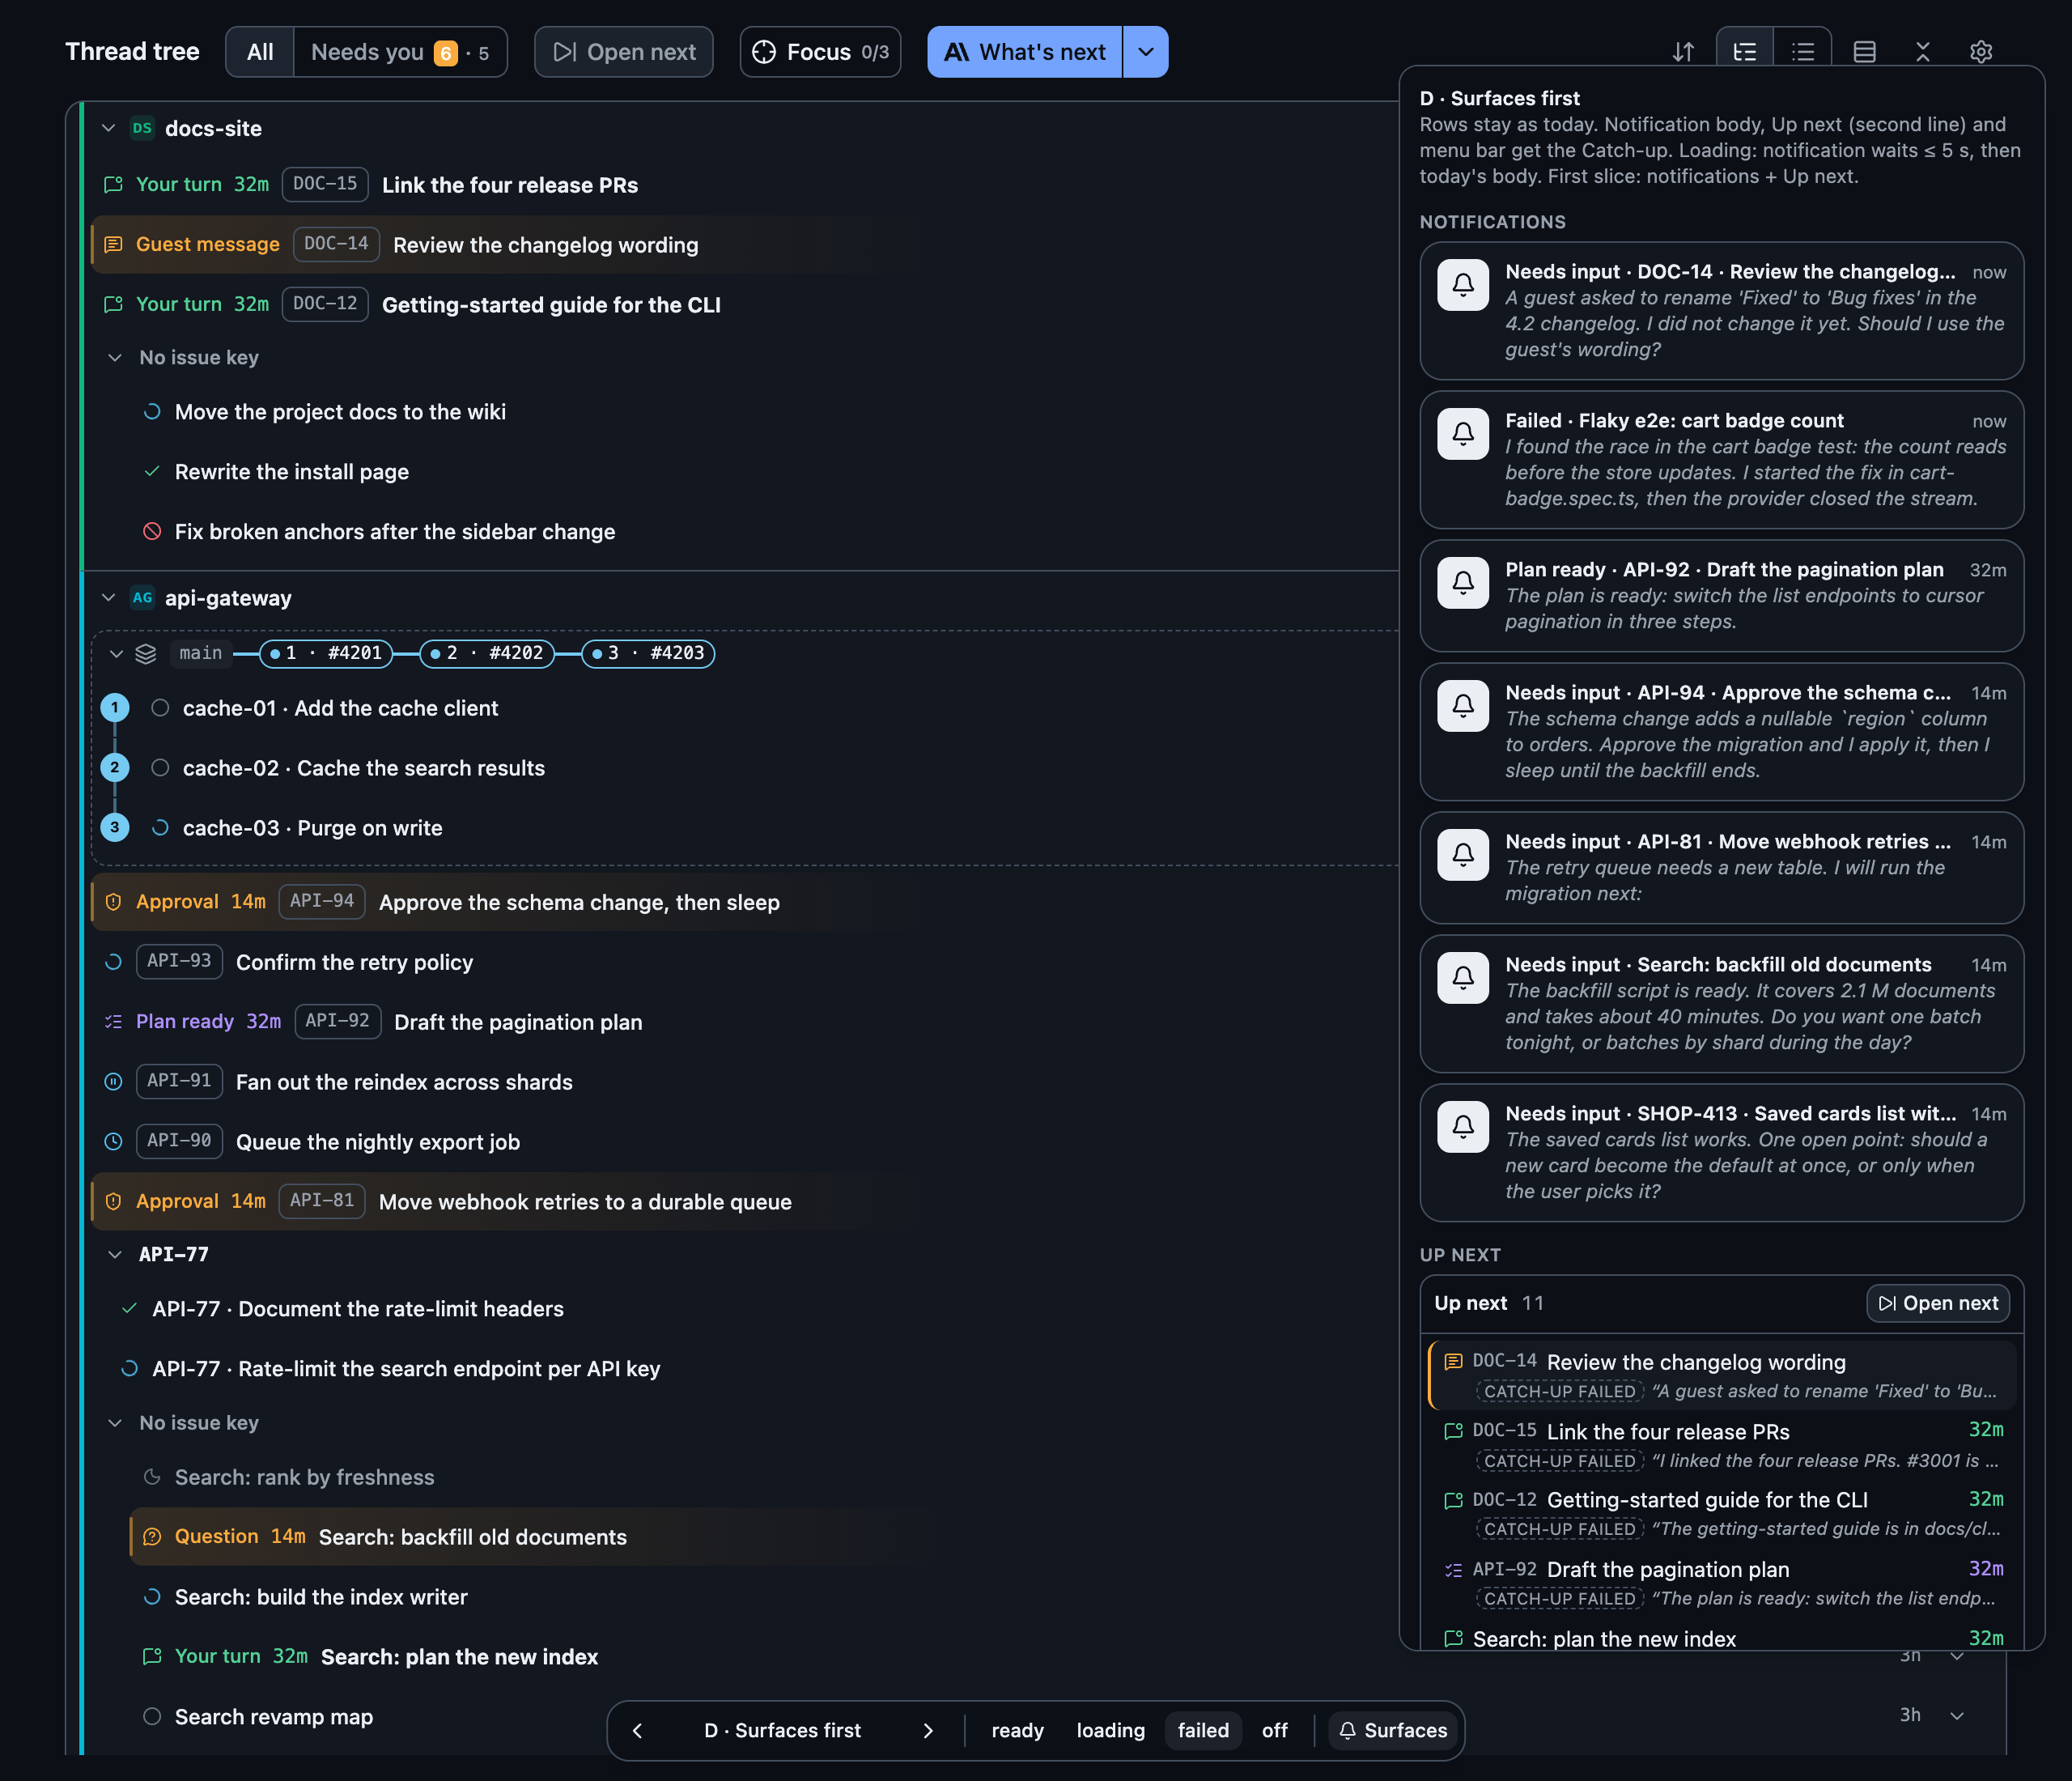 Thread tree
All
Needs you 6 · 5
Open next
Focus 0/3
What's next
DS docs-site
Your turn 32m DOC-15 Link the four release PRs
Guest message DOC-14 Review the changelog wording
Your turn 32m DOC-12 Getting-started guide for the CLI
No issue key
Move the project docs to the wiki
Rewrite the install page
Fix broken anchors after the sidebar change
AG api-gateway
main 1 · #4201 2 · #4202 3 · #4203
1 cache-01 · Add the cache client
2 cache-02 · Cache the search results
3 cache-03 · Purge on write
Approval 14m API-94 Approve the schema change, then sleep
API-93 Confirm the retry policy
Plan ready 32m API-92 Draft the pagination plan
API-91 Fan out the reindex across shards
API-90 Queue the nightly export job
Approval 14m API-81 Move webhook retries to a durable queue
API-77
API-77 · Document the rate-limit headers
API-77 · Rate-limit the search endpoint per API key
No issue key
Search: rank by freshness
Question 14m Search: backfill old documents
Search: build the index writer
Your turn 32m Search: plan the new index
3h
Search revamp map
3h
D · Surfaces first
Rows stay as today. Notification body, Up next (second line) and
menu bar get the Catch-up. Loading: notification waits ≤ 5 s, then
today's body. First slice: notifications + Up next.
NOTIFICATIONS
Needs input · DOC-14 · Review the changelog... now
A guest asked to rename 'Fixed' to 'Bug fixes' in the
4.2 changelog. I did not change it yet. Should I use the
guest's wording?
Failed · Flaky e2e: cart badge count now
I found the race in the cart badge test: the count reads
before the store updates. I started the fix in cart-
badge.spec.ts, then the provider closed the stream.
Plan ready · API-92 · Draft the pagination plan 32m
The plan is ready: switch the list endpoints to cursor
pagination in three steps.
Needs input · API-94 · Approve the schema c... 14m
The schema change adds a nullable `region` column
to orders. Approve the migration and I apply it, then I
sleep until the backfill ends.
Needs input · API-81 · Move webhook retries ... 14m
The retry queue needs a new table. I will run the
migration next:
Needs input · Search: backfill old documents 14m
The backfill script is ready. It covers 2.1 M documents
and takes about 40 minutes. Do you want one batch
tonight, or batches by shard during the day?
Needs input · SHOP-413 · Saved cards list wit... 14m
The saved cards list works. One open point: should a
new card become the default at once, or only when
the user picks it?
UP NEXT
Up next 11 Open next
DOC-14 Review the changelog wording
CATCH-UP FAILED “A guest asked to rename 'Fixed' to 'Bu...
DOC-15 Link the four release PRs 32m
CATCH-UP FAILED “I linked the four release PRs. #3001 is ...
DOC-12 Getting-started guide for the CLI 32m
CATCH-UP FAILED “The getting-started guide is in docs/cl...
API-92 Draft the pagination plan 32m
CATCH-UP FAILED “The plan is ready: switch the list endp...
Search: plan the new index 32m
D · Surfaces first ready loading failed off Surfaces